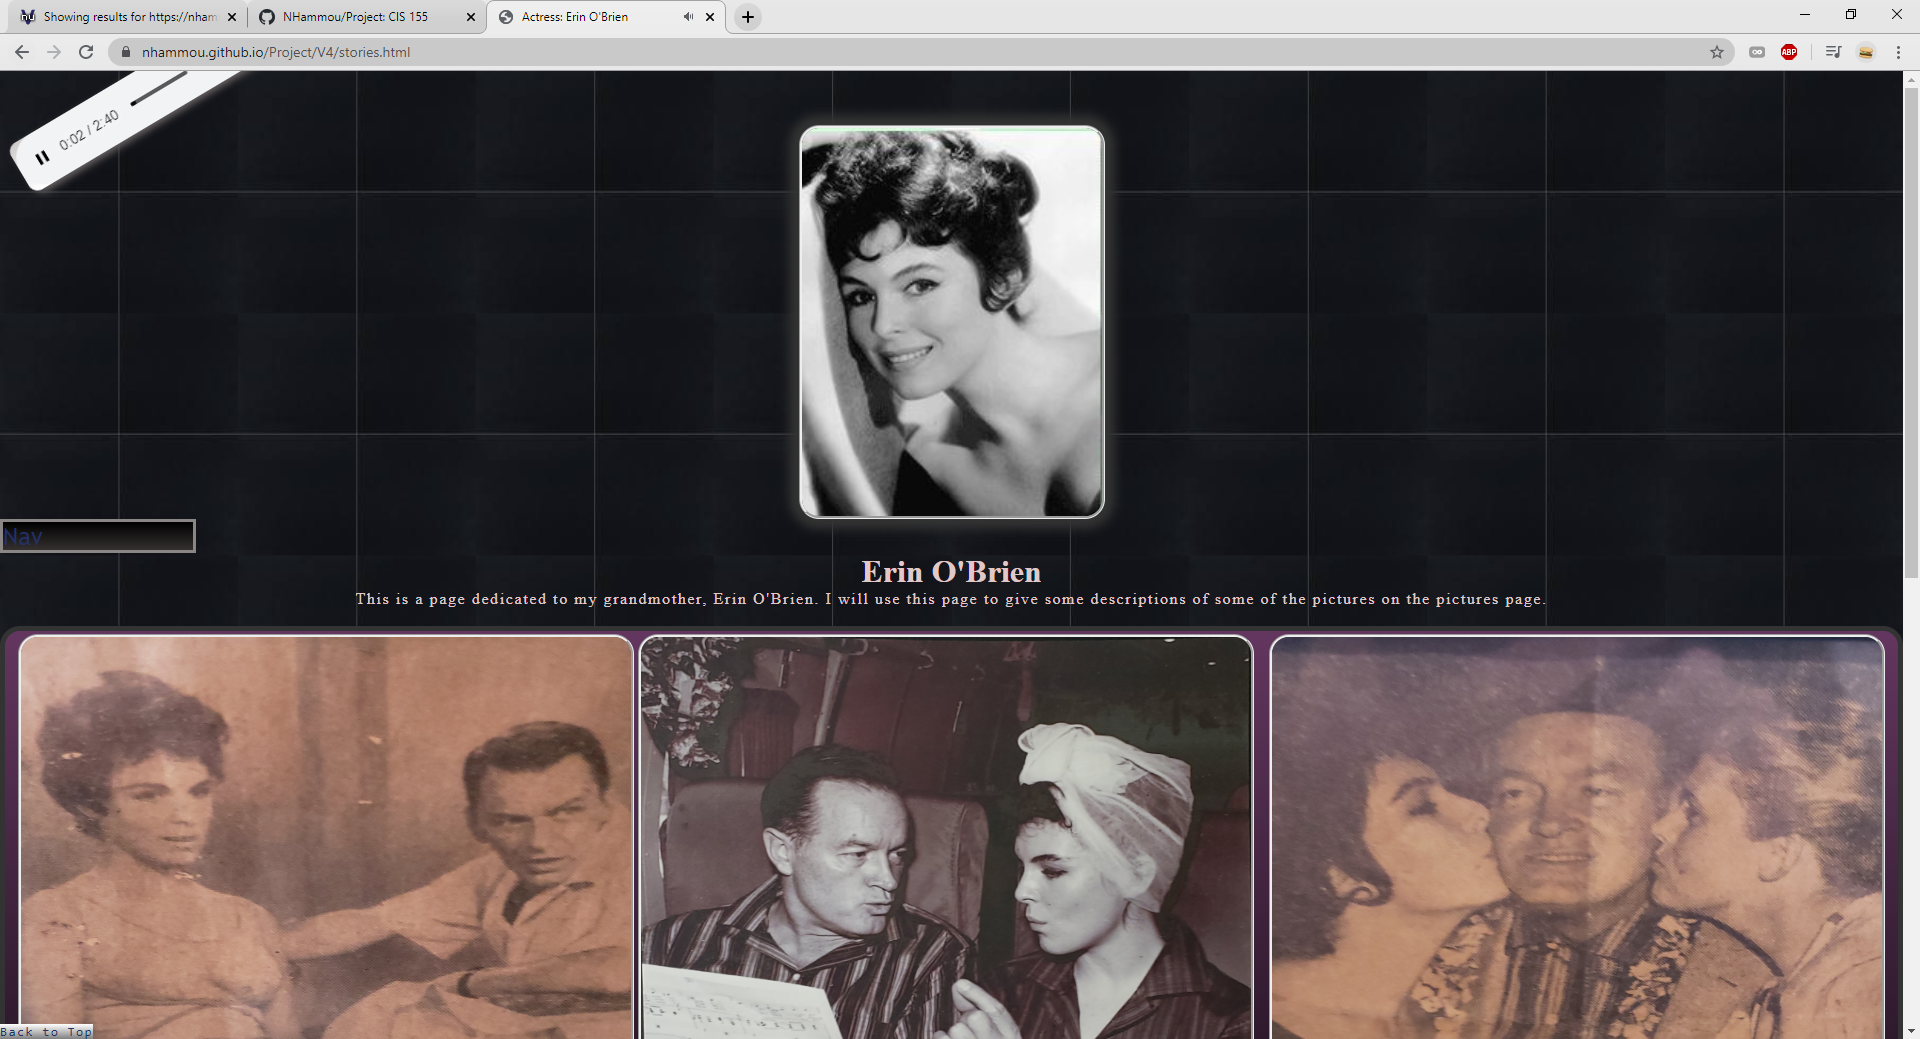 Showing results for https://nham
NHammou/Project: CIS 155
Actress: Erin O'Brien
nhammou.github.io/Project/V4/stories.html
ABP
0:02 / 2:40
Nav
Erin O'Brien
This is a page dedicated to my grandmother, Erin O'Brien. I will use this page to give some descriptions of some of the pictures on the pictures page.
Back to Top